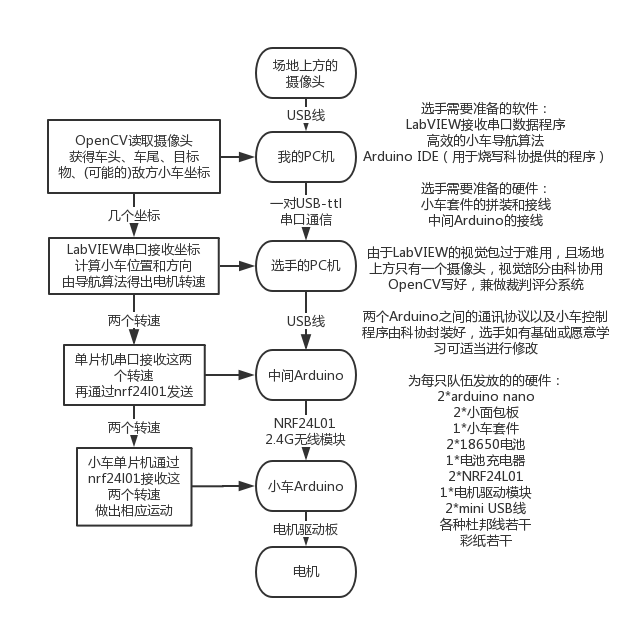 场地上方的
摄像头
USB线
OpenCV读取摄像头
获得车头、车尾、目标
物、(可能的)敌方小车坐标
我的PC机
几个坐标
一对USB-ttl
串口通信
LabVIEW串口接收坐标
计算小车位置和方向
由导航算法得出电机转速
选手的PC机
两个转速
USB线
单片机串口接收这两
个转速
再通过nrf24l01发送
中间Arduino
两个转速
NRF24L01
2.4G无线模块
小车单片机通过
nrf24l01接收这
两个转速
做出相应运动
小车Arduino
电机驱动板
电机
选手需要准备的软件：
LabVIEW接收串口数据程序
高效的小车导航算法
Arduino IDE（用于烧写科协提供的程序）
选手需要准备的硬件：
小车套件的拼装和接线
中间Arduino的接线
由于LabVIEW的视觉包过于难用，且场地
上方只有一个摄像头，视觉部分由科协用
OpenCV写好，兼做裁判评分系统
两个Arduino之间的通讯协议以及小车控制
程序由科协封装好，选手如有基础或愿意学
习可适当进行修改
为每只队伍发放的的硬件：
2*arduino nano
2*小面包板
1*小车套件
2*18650电池
1*电池充电器
2*NRF24L01
1*电机驱动模块
2*mini USB线
各种杜邦线若干
彩纸若干